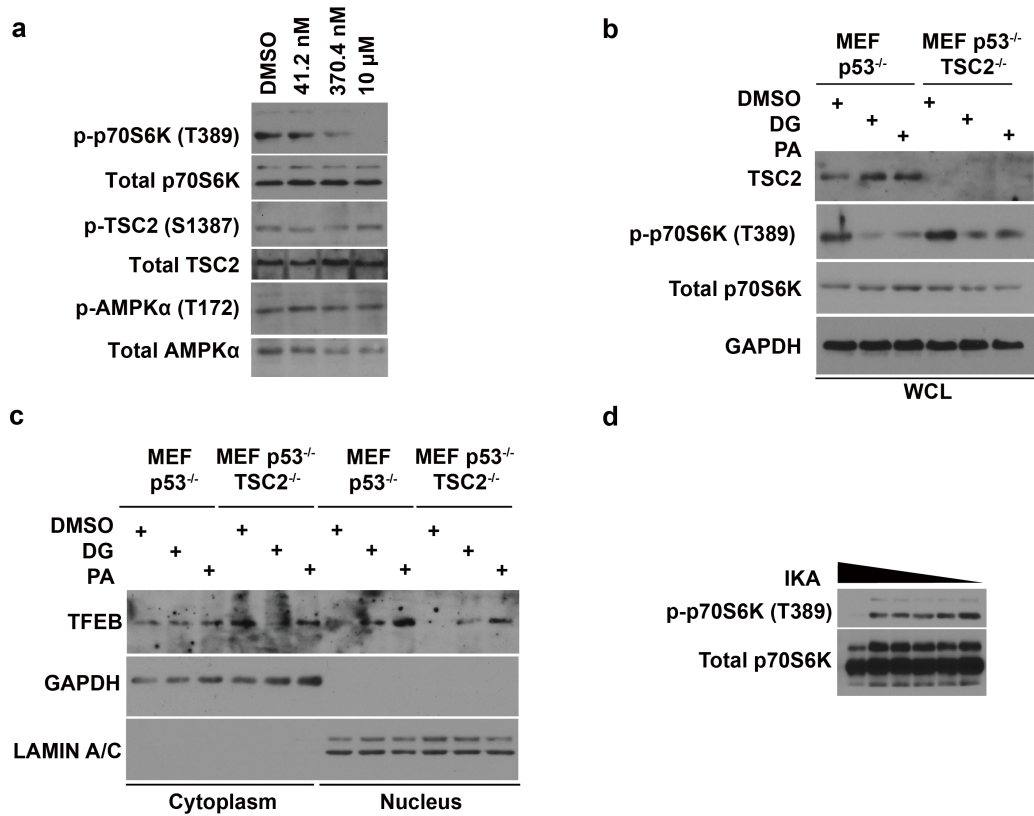 a
DMSO
41.2 nM
370.4 nM
10 µM
p-p70S6K (T389)
Total p70S6K
p-TSC2 (S1387)
Total TSC2
p-AMPKα (T172)
Total AMPKα
b
MEF p53-/-
MEF p53-/- TSC2-/-
DMSO + +
DG + +
PA + +
TSC2
p-p70S6K (T389)
Total p70S6K
GAPDH
WCL
c
MEF p53-/-
MEF p53-/- TSC2-/-
MEF p53-/-
MEF p53-/- TSC2-/-
DMSO + + + +
DG + + + +
PA + + + +
TFEB
GAPDH
LAMIN A/C
Cytoplasm
Nucleus
d
IKA
p-p70S6K (T389)
Total p70S6K